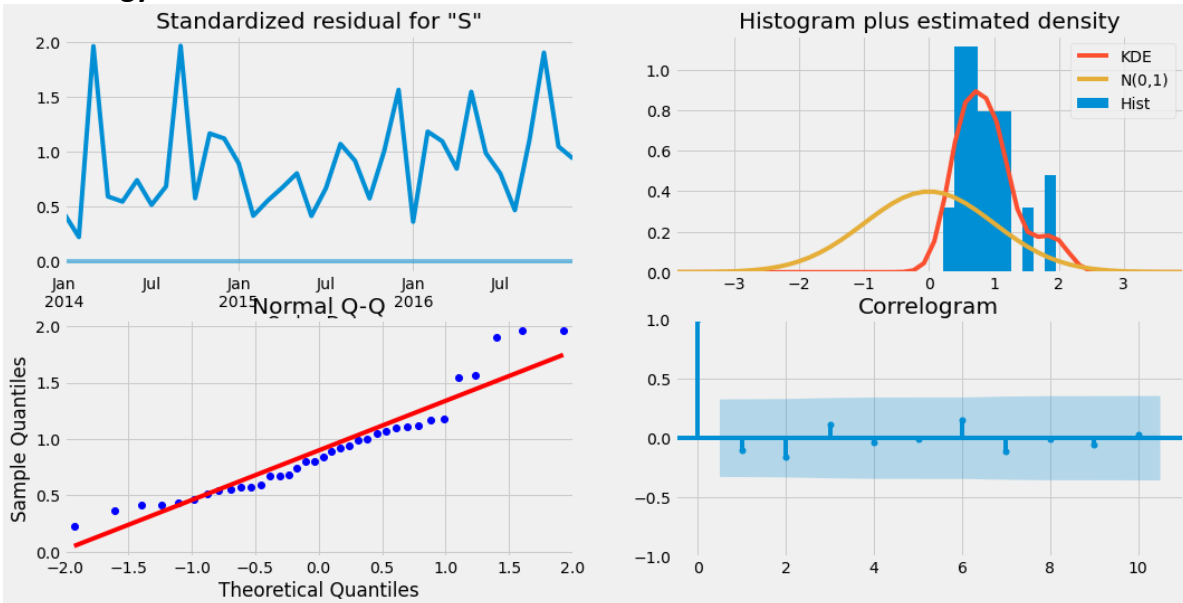 Standardized residual for "S"
2.0
1.5
1.0
0.5
0.0
Jan
2014
Jul
Jan
2015
Jul
Jan
2016
Jul
Histogram plus estimated density
KDE
N(0,1)
Hist
1.0
0.8
0.6
0.4
0.2
0.0
−3 −2 −1 0 1 2 3
Normal Q-Q
Sample Quantiles
2.0
1.5
1.0
0.5
0.0
−2.0 −1.5 −1.0 −0.5 0.0 0.5 1.0 1.5 2.0
Theoretical Quantiles
Correlogram
1.0
0.5
0.0
−0.5
−1.0
0 2 4 6 8 10